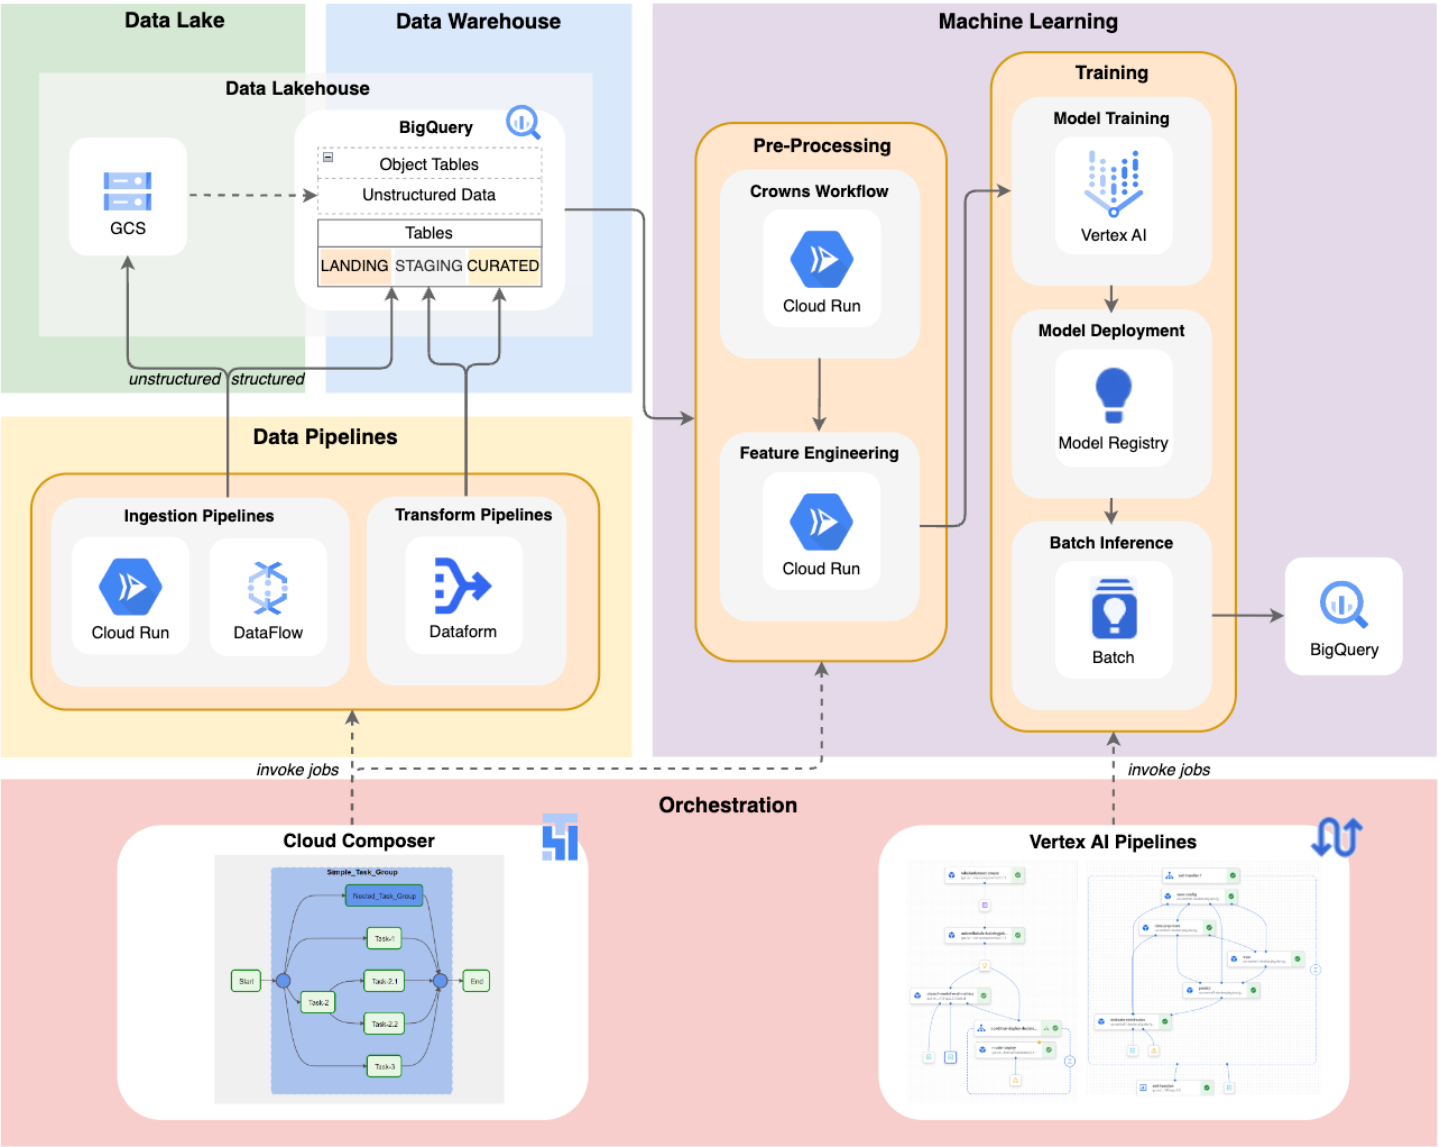 Data Lake
Data Warehouse
Machine Learning
Data Lakehouse
BigQuery
Object Tables
Unstructured Data
Tables
LANDING STAGING CURATED
GCS
unstructured structured
Data Pipelines
Ingestion Pipelines
Cloud Run
DataFlow
Transform Pipelines
Dataform
Pre-Processing
Crowns Workflow
Cloud Run
Feature Engineering
Cloud Run
Training
Model Training
Vertex AI
Model Deployment
Model Registry
Batch Inference
Batch
BigQuery
invoke jobs
invoke jobs
Orchestration
Cloud Composer
Simple_Task_Group
Nested_Task_Group
Task-1
Start
Task-2
Task-2.1
Task-2.2
Task-3
End
Vertex AI Pipelines